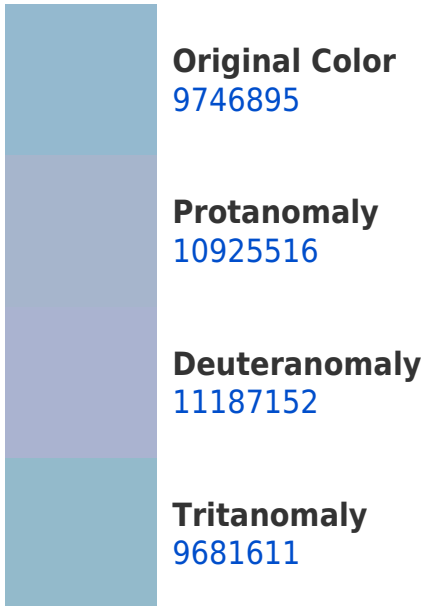 Original Color
9746895
Protanomaly
10925516
Deuteranomaly
11187152
Tritanomaly
9681611